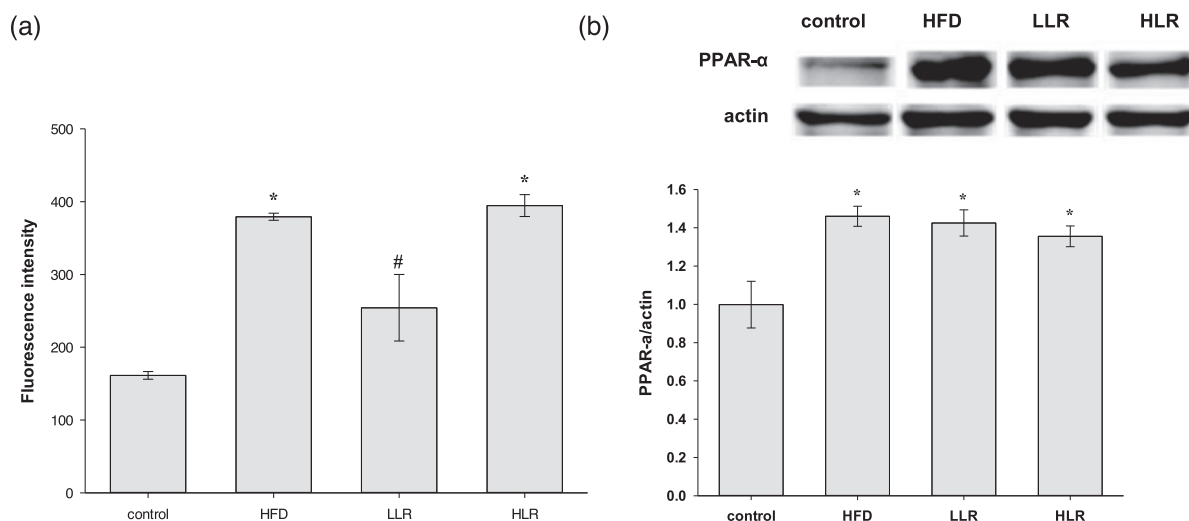 (a)
Fluorescence intensity
500
400
300
200
100
0
*
#
*
control HFD LLR HLR
(b)
control HFD LLR HLR
PPAR-α
actin
PPAR-a/actin
1.6
1.4
1.2
1.0
0.8
0.6
0.4
0.2
0.0
*
*
*
control HFD LLR HLR